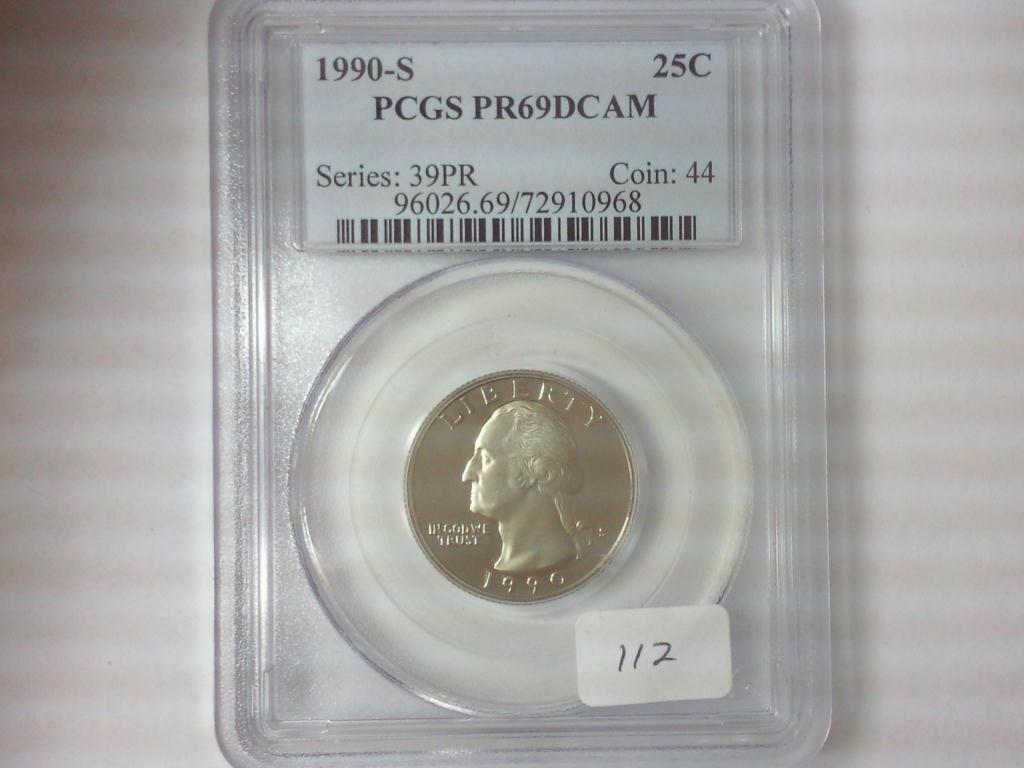 1990-S 25C
PCGS PR69DCAM
Series: 39PR Coin: 44
96026.69/72910968
LIBERTY
IN GOD WE
TRUST
S
1990
112